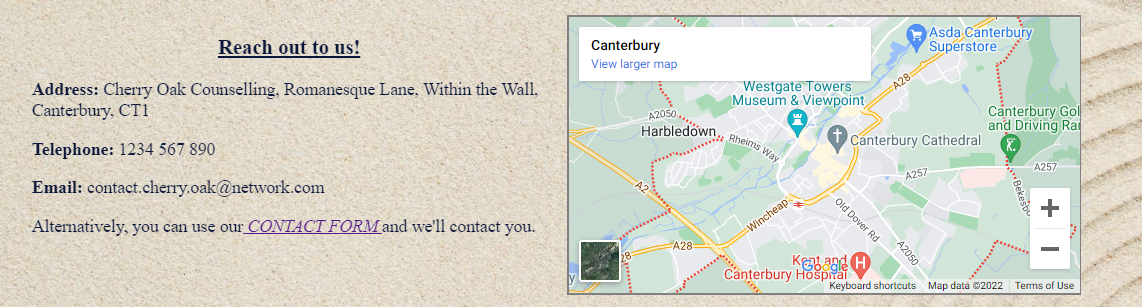 Reach out to us!
Address: Cherry Oak Counselling, Romanesque Lane, Within the Wall,
Canterbury, CT1
Telephone: 1234 567 890
Email: contact.cherry.oak@network.com
Alternatively, you can use our CONTACT FORM and we'll contact you.
Canterbury
View larger map
Asda Canterbury
Superstore
A28
Westgate Towers
Museum & Viewpoint
A2050
Harbledown
Rheims Way
Canterbury Cathedral
Canterbury Gol
and Driving Ran
A257
A257
A2
Bekesbo
Wincheap
Old Dover Rd
A28
28
A2050
Kent and
Canterbury Hospital
H
y
Google
Keyboard shortcuts
Map data ©2022
Terms of Use